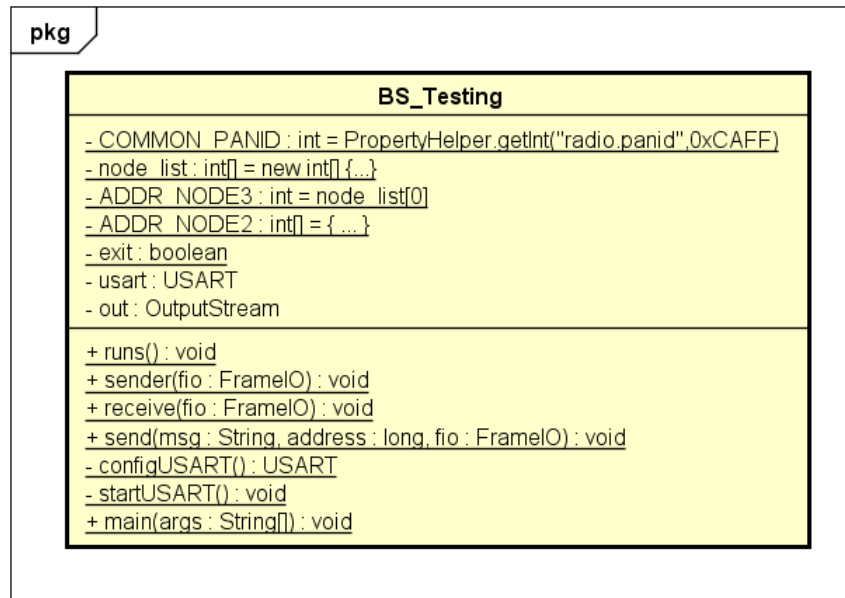 pkg
BS_Testing
- COMMON_PANID : int = PropertyHelper.getInt("radio.panid",0xCAFF)
- node_list : int[] = new int[] {...}
- ADDR_NODE3 : int = node_list[0]
- ADDR_NODE2 : int[] = { ... }
- exit : boolean
- usart : USART
- out : OutputStream
+ runs() : void
+ sender(fio : FrameIO) : void
+ receive(fio : FrameIO) : void
+ send(msg : String, address : long, fio : FrameIO) : void
- configUSART() : USART
- startUSART() : void
+ main(args : String[]) : void